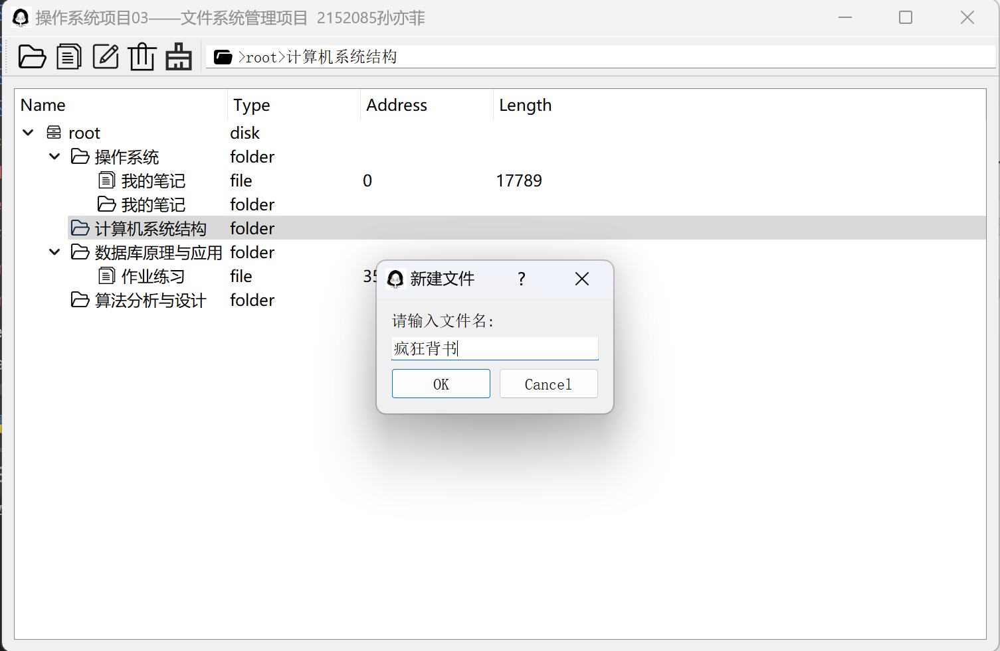 操作系统项目03——文件系统管理项目 2152085孙亦菲
>root>计算机系统结构
Name Type Address Length
root disk
操作系统 folder
我的笔记 file 0 17789
我的笔记 folder
计算机系统结构 folder
数据库原理与应用 folder
作业练习 file
算法分析与设计 folder
新建文件 ?
请输入文件名:
疯狂背书
OK Cancel